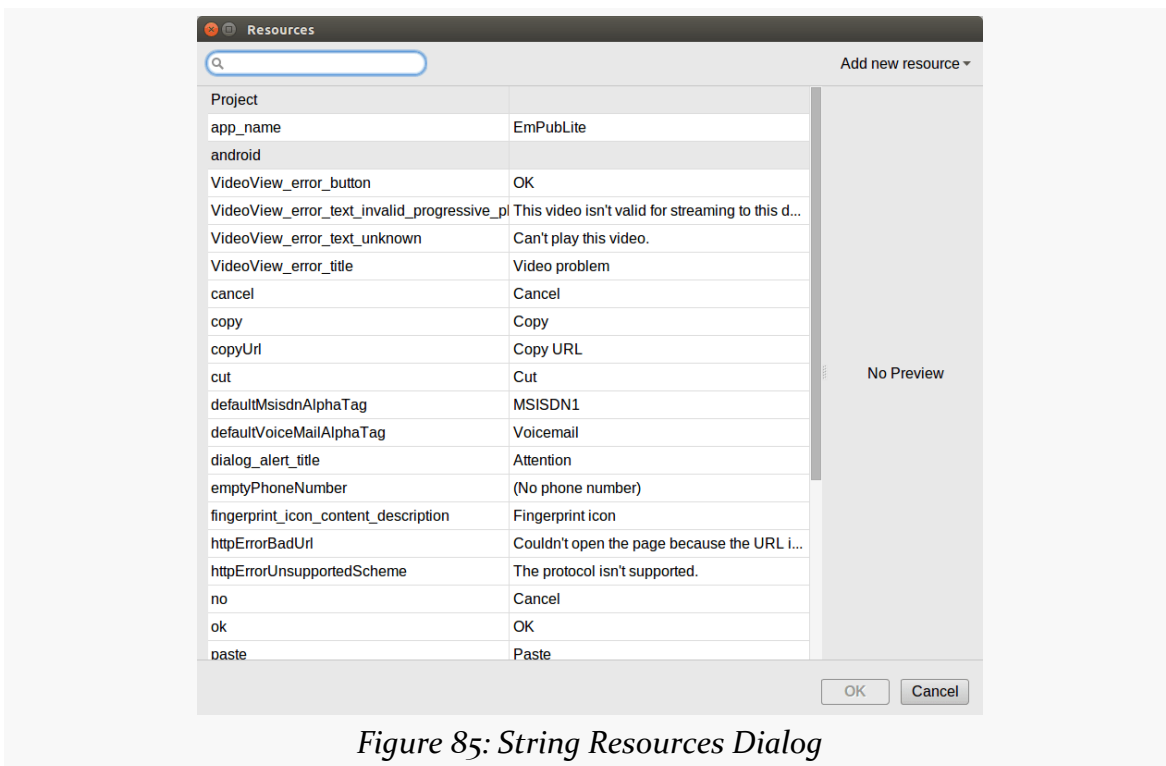 Resources
Add new resource
Project
app_name EmPubLite
android
VideoView_error_button OK
VideoView_error_text_invalid_progressive_pl This video isn't valid for streaming to this d...
VideoView_error_text_unknown Can't play this video.
VideoView_error_title Video problem
cancel Cancel
copy Copy
copyUrl Copy URL
cut Cut
No Preview
defaultMsisdnAlphaTag MSISDN1
defaultVoiceMailAlphaTag Voicemail
dialog_alert_title Attention
emptyPhoneNumber (No phone number)
fingerprint_icon_content_description Fingerprint icon
httpErrorBadUrl Couldn't open the page because the URL i...
httpErrorUnsupportedScheme The protocol isn't supported.
no Cancel
ok OK
paste Paste
OK Cancel
Figure 85: String Resources Dialog